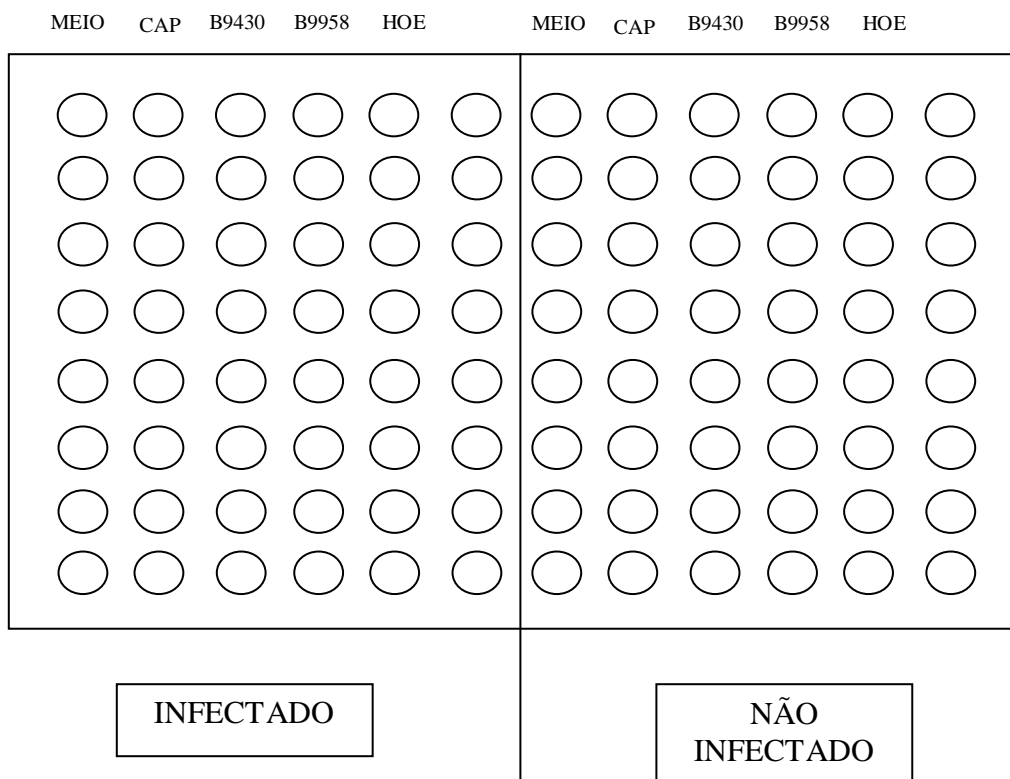 MEIO CAP B9430 B9958 HOE MEIO CAP B9430 B9958 HOE
INFECTADO
NÃO
INFECTADO